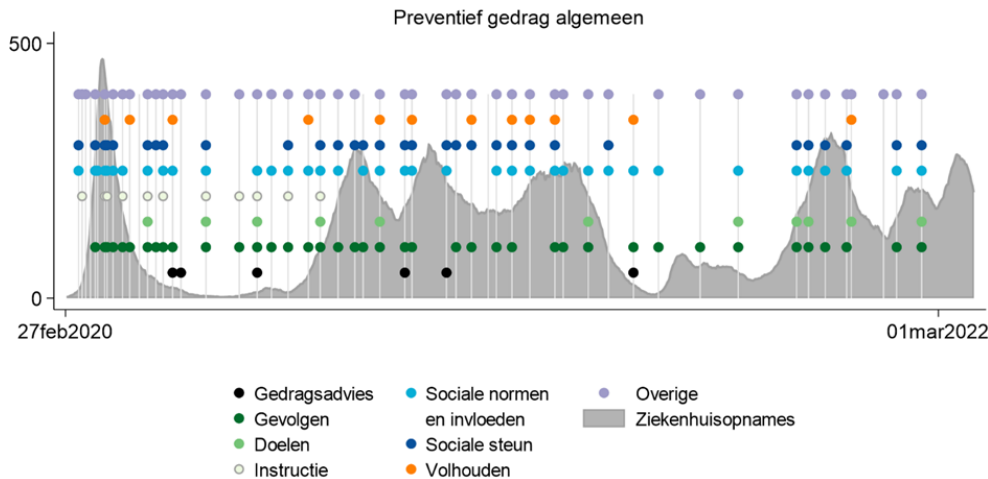 Preventief gedrag algemeen
500
0
27feb2020
01mar2022
Gedragsadvies
Gevolgen
Doelen
Instructie
Sociale normen
en invloeden
Sociale steun
Volhouden
Overige
Ziekenhuisopnames